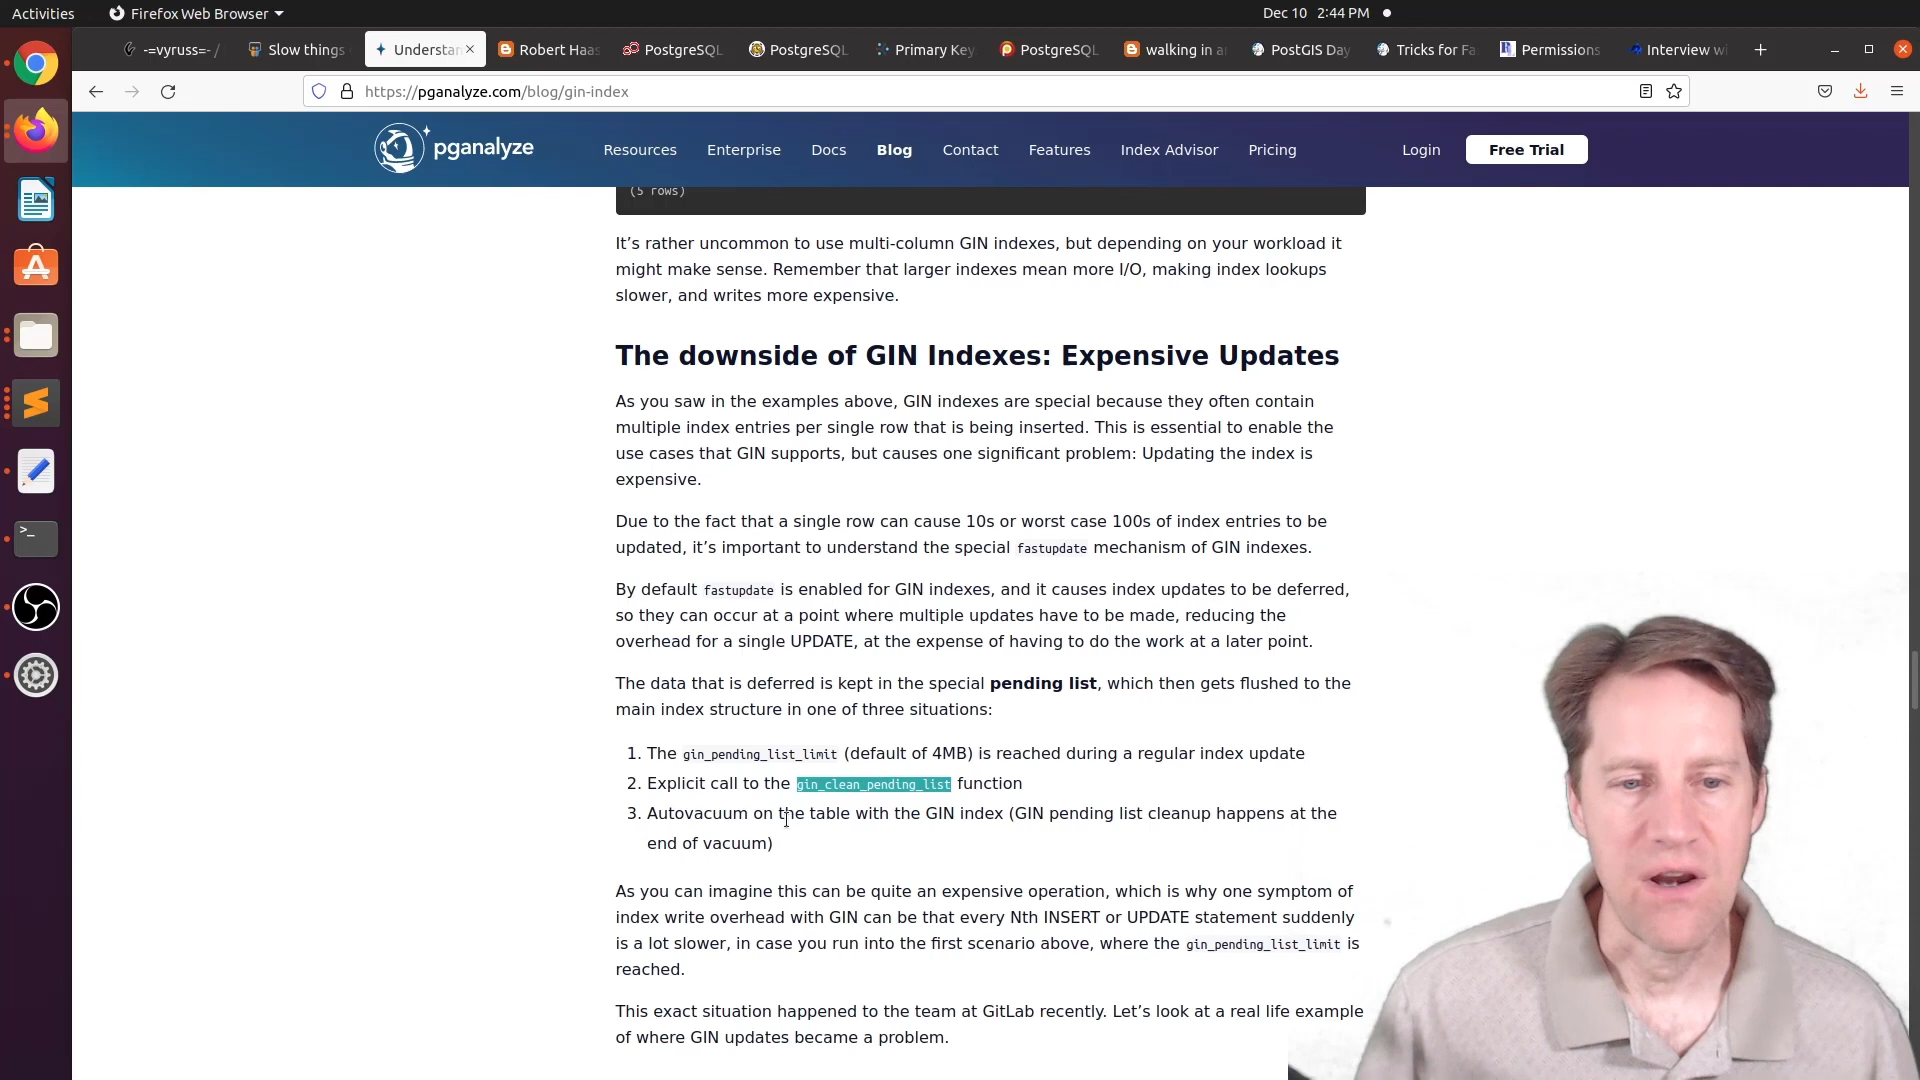 Activities Firefox Web Browser Dec 10 2:44 PM
-=vyruss=- / Slow things Understan Robert Haas PostgreSQL PostgreSQL Primary Key PostgreSQL walking in a PostGIS Day Tricks for Fa Permissions Interview wi
https://pganalyze.com/blog/gin-index
pganalyze Resources Enterprise Docs Blog Contact Features Index Advisor Pricing Login Free Trial
(5 rows)
It's rather uncommon to use multi-column GIN indexes, but depending on your workload it
might make sense. Remember that larger indexes mean more I/O, making index lookups
slower, and writes more expensive.
The downside of GIN Indexes: Expensive Updates
As you saw in the examples above, GIN indexes are special because they often contain
multiple index entries per single row that is being inserted. This is essential to enable the
use cases that GIN supports, but causes one significant problem: Updating the index is
expensive.
Due to the fact that a single row can cause 10s or worst case 100s of index entries to be
updated, it's important to understand the special fastupdate mechanism of GIN indexes.
By default fastupdate is enabled for GIN indexes, and it causes index updates to be deferred,
so they can occur at a point where multiple updates have to be made, reducing the
overhead for a single UPDATE, at the expense of having to do the work at a later point.
The data that is deferred is kept in the special pending list, which then gets flushed to the
main index structure in one of three situations:
1. The gin_pending_list_limit (default of 4MB) is reached during a regular index update
2. Explicit call to the gin_clean_pending_list function
3. Autovacuum on the table with the GIN index (GIN pending list cleanup happens at the
end of vacuum)
As you can imagine this can be quite an expensive operation, which is why one symptom of
index write overhead with GIN can be that every Nth INSERT or UPDATE statement suddenly
is a lot slower, in case you run into the first scenario above, where the gin_pending_list_limit is
reached.
This exact situation happened to the team at GitLab recently. Let's look at a real life example
of where GIN updates became a problem.